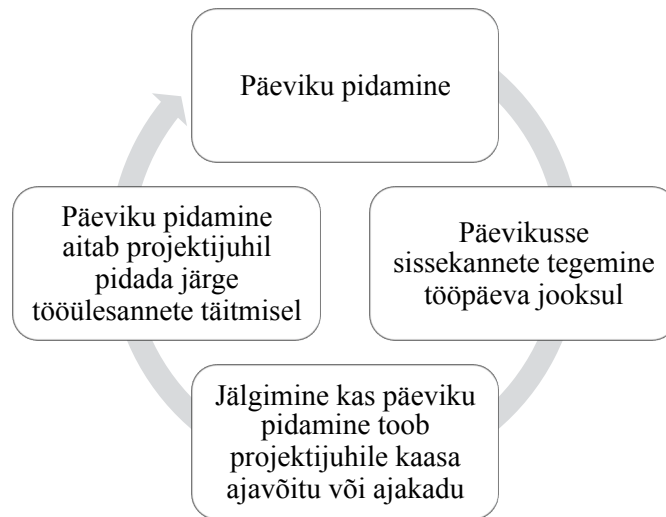 Päeviku pidamine
Päevikusse
sissekannete tegemine
tööpäeva jooksul
Jälgimine kas päeviku
pidamine toob
projektijuhile kaasa
ajavõitu või ajakadu
Päeviku pidamine
aitab projektijuhil
pidada järge
tööülesannete täitmisel